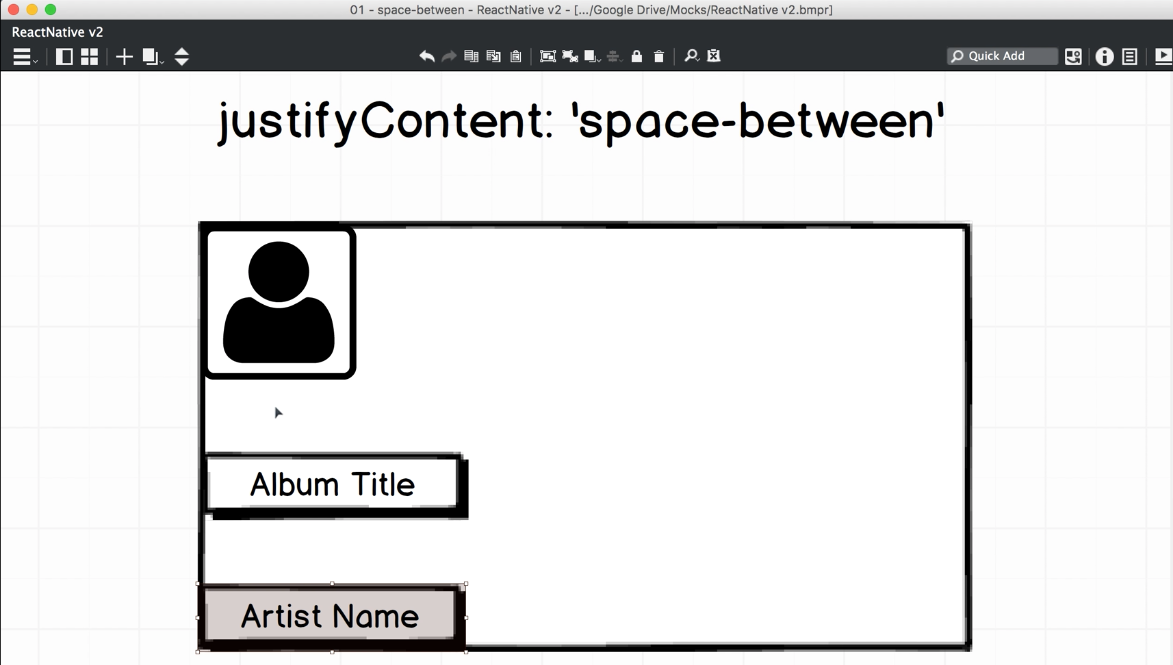 01 - space-between - ReactNative v2 - [.../Google Drive/Mocks/ReactNative v2.bmpr]
ReactNative v2
Quick Add
justifyContent: 'space-between'
Album Title
Artist Name